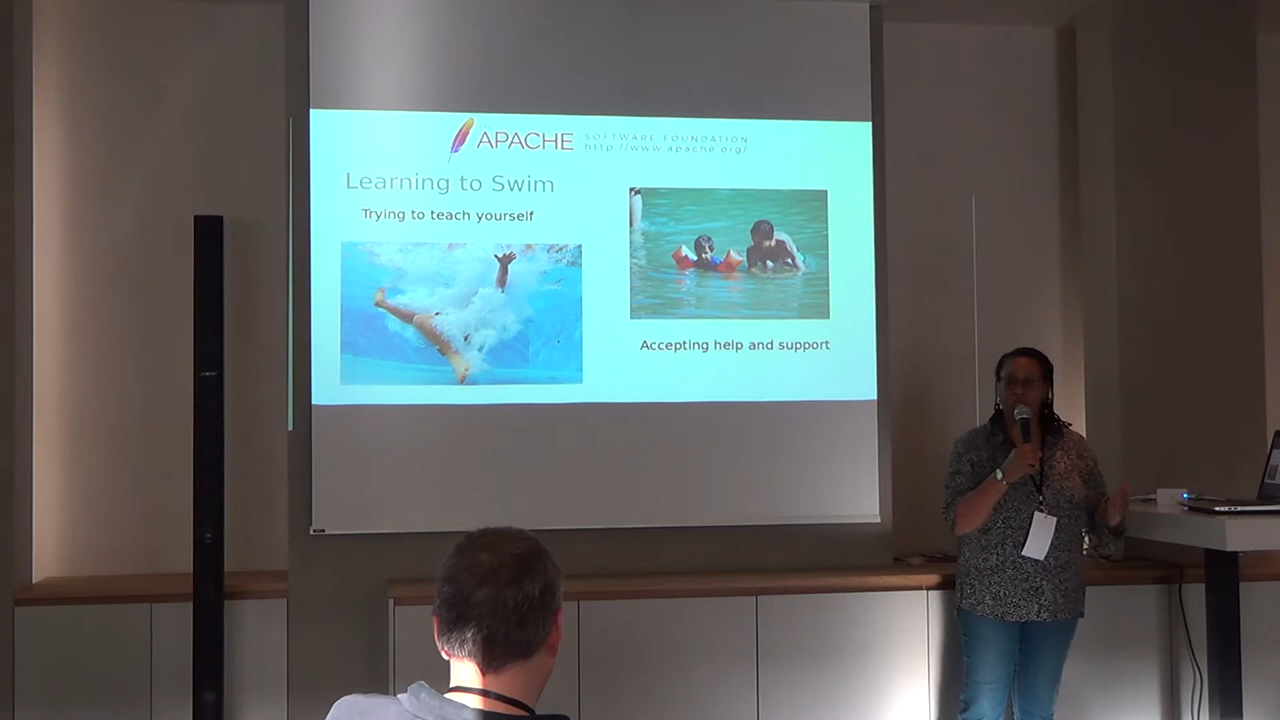 APACHE
SOFTWARE FOUNDATION
http://www.apache.org/
Learning to Swim
Trying to teach yourself
Accepting help and support